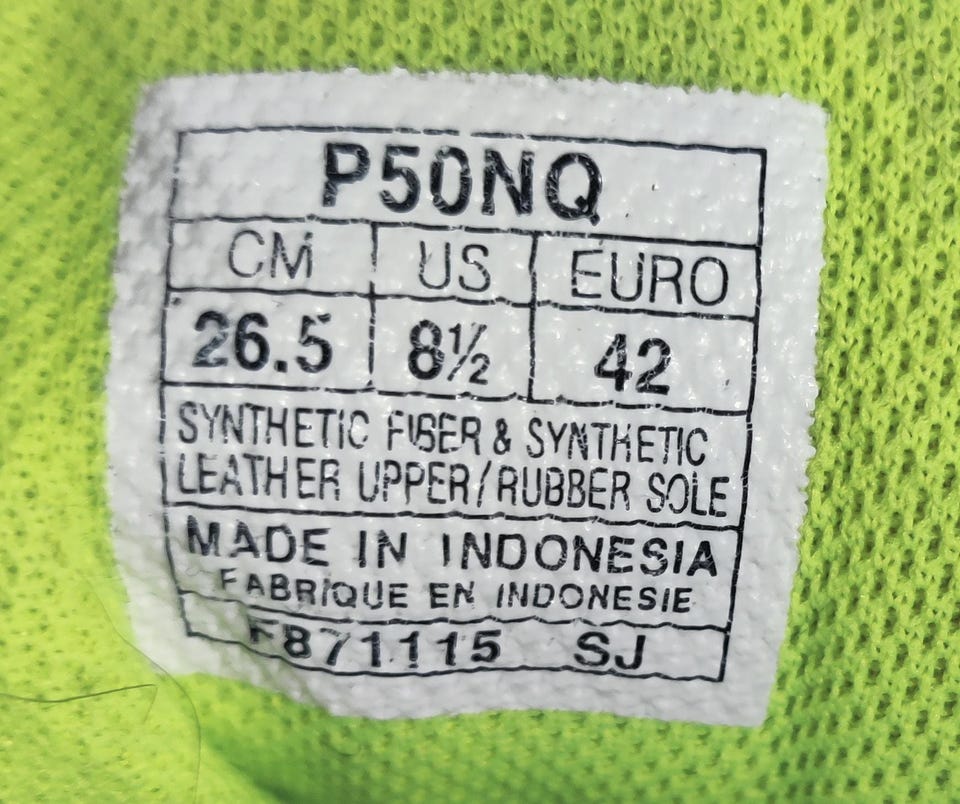 P50NQ
CM US EURO
26.5 8½ 42
SYNTHETIC FIBER & SYNTHETIC
LEATHER UPPER/RUBBER SOLE
MADE IN INDONESIA
FABRIQUE EN INDONESIE
F871115 SJ